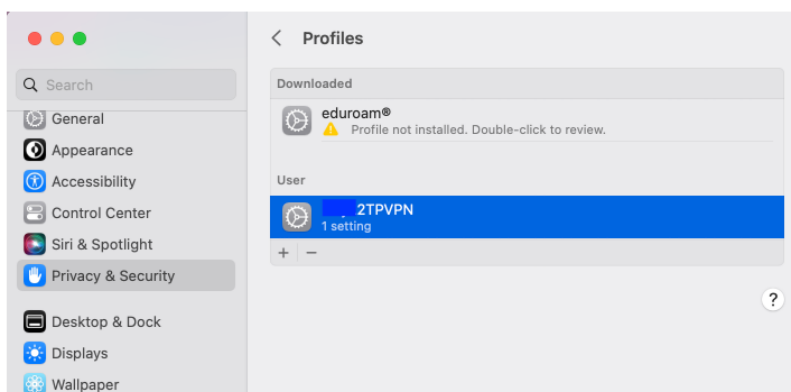 Profiles
Search
General
Appearance
Accessibility
Control Center
Siri & Spotlight
Privacy & Security
Desktop & Dock
Displays
Wallpaper
Downloaded
eduroam®
Profile not installed. Double-click to review.
User
2TPVPN
1 setting
+ −
?